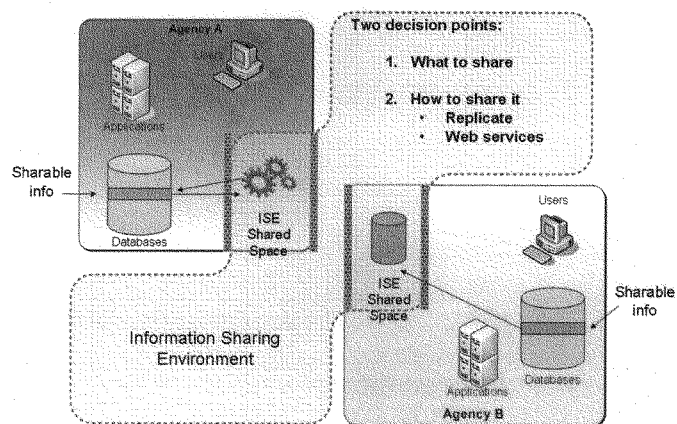 Agency A
Users
Applications
Sharable
info
Databases
ISE
Shared
Space
Two decision points:
1. What to share
2. How to share it
• Replicate
• Web services
Information Sharing
Environment
ISE
Shared
Space
Users
Sharable
info
Applications
Databases
Agency B